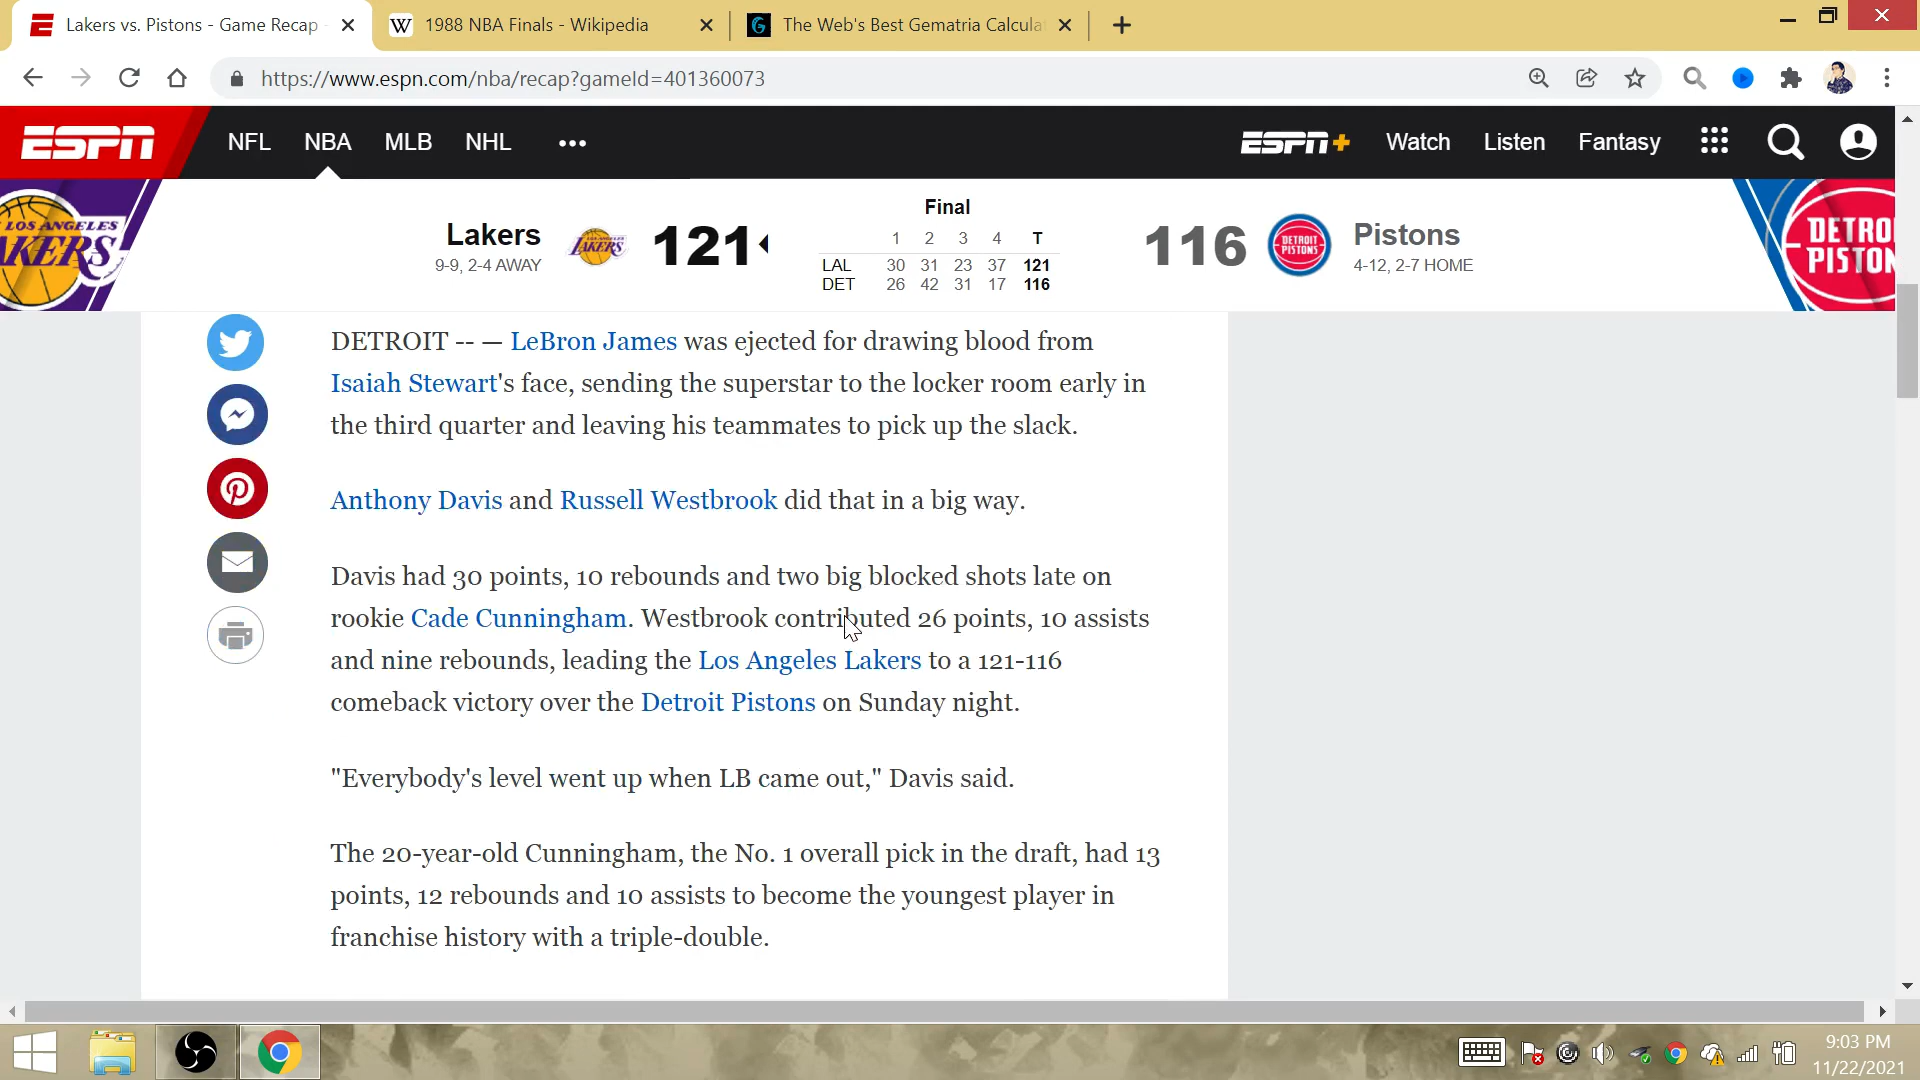 Lakers vs. Pistons - Game Recap -
1988 NBA Finals - Wikipedia
The Web's Best Gematria Calcula
https://www.espn.com/nba/recap?gameId=401360073
ESPN
NFL NBA MLB NHL
ESPN+ Watch Listen Fantasy
LOS ANGELES
LAKERS
Lakers
9-9, 2-4 AWAY
LAKERS
121
Final
1 2 3 4 T
LAL 30 31 23 37 121
DET 26 42 31 17 116
116
DETROIT
PISTONS
Pistons
4-12, 2-7 HOME
DETRO
PISTON
DETROIT -- — LeBron James was ejected for drawing blood from
Isaiah Stewart's face, sending the superstar to the locker room early in
the third quarter and leaving his teammates to pick up the slack.
Anthony Davis and Russell Westbrook did that in a big way.
Davis had 30 points, 10 rebounds and two big blocked shots late on
rookie Cade Cunningham. Westbrook contributed 26 points, 10 assists
and nine rebounds, leading the Los Angeles Lakers to a 121-116
comeback victory over the Detroit Pistons on Sunday night.
"Everybody's level went up when LB came out," Davis said.
The 20-year-old Cunningham, the No. 1 overall pick in the draft, had 13
points, 12 rebounds and 10 assists to become the youngest player in
franchise history with a triple-double.
9:03 PM
11/22/2021